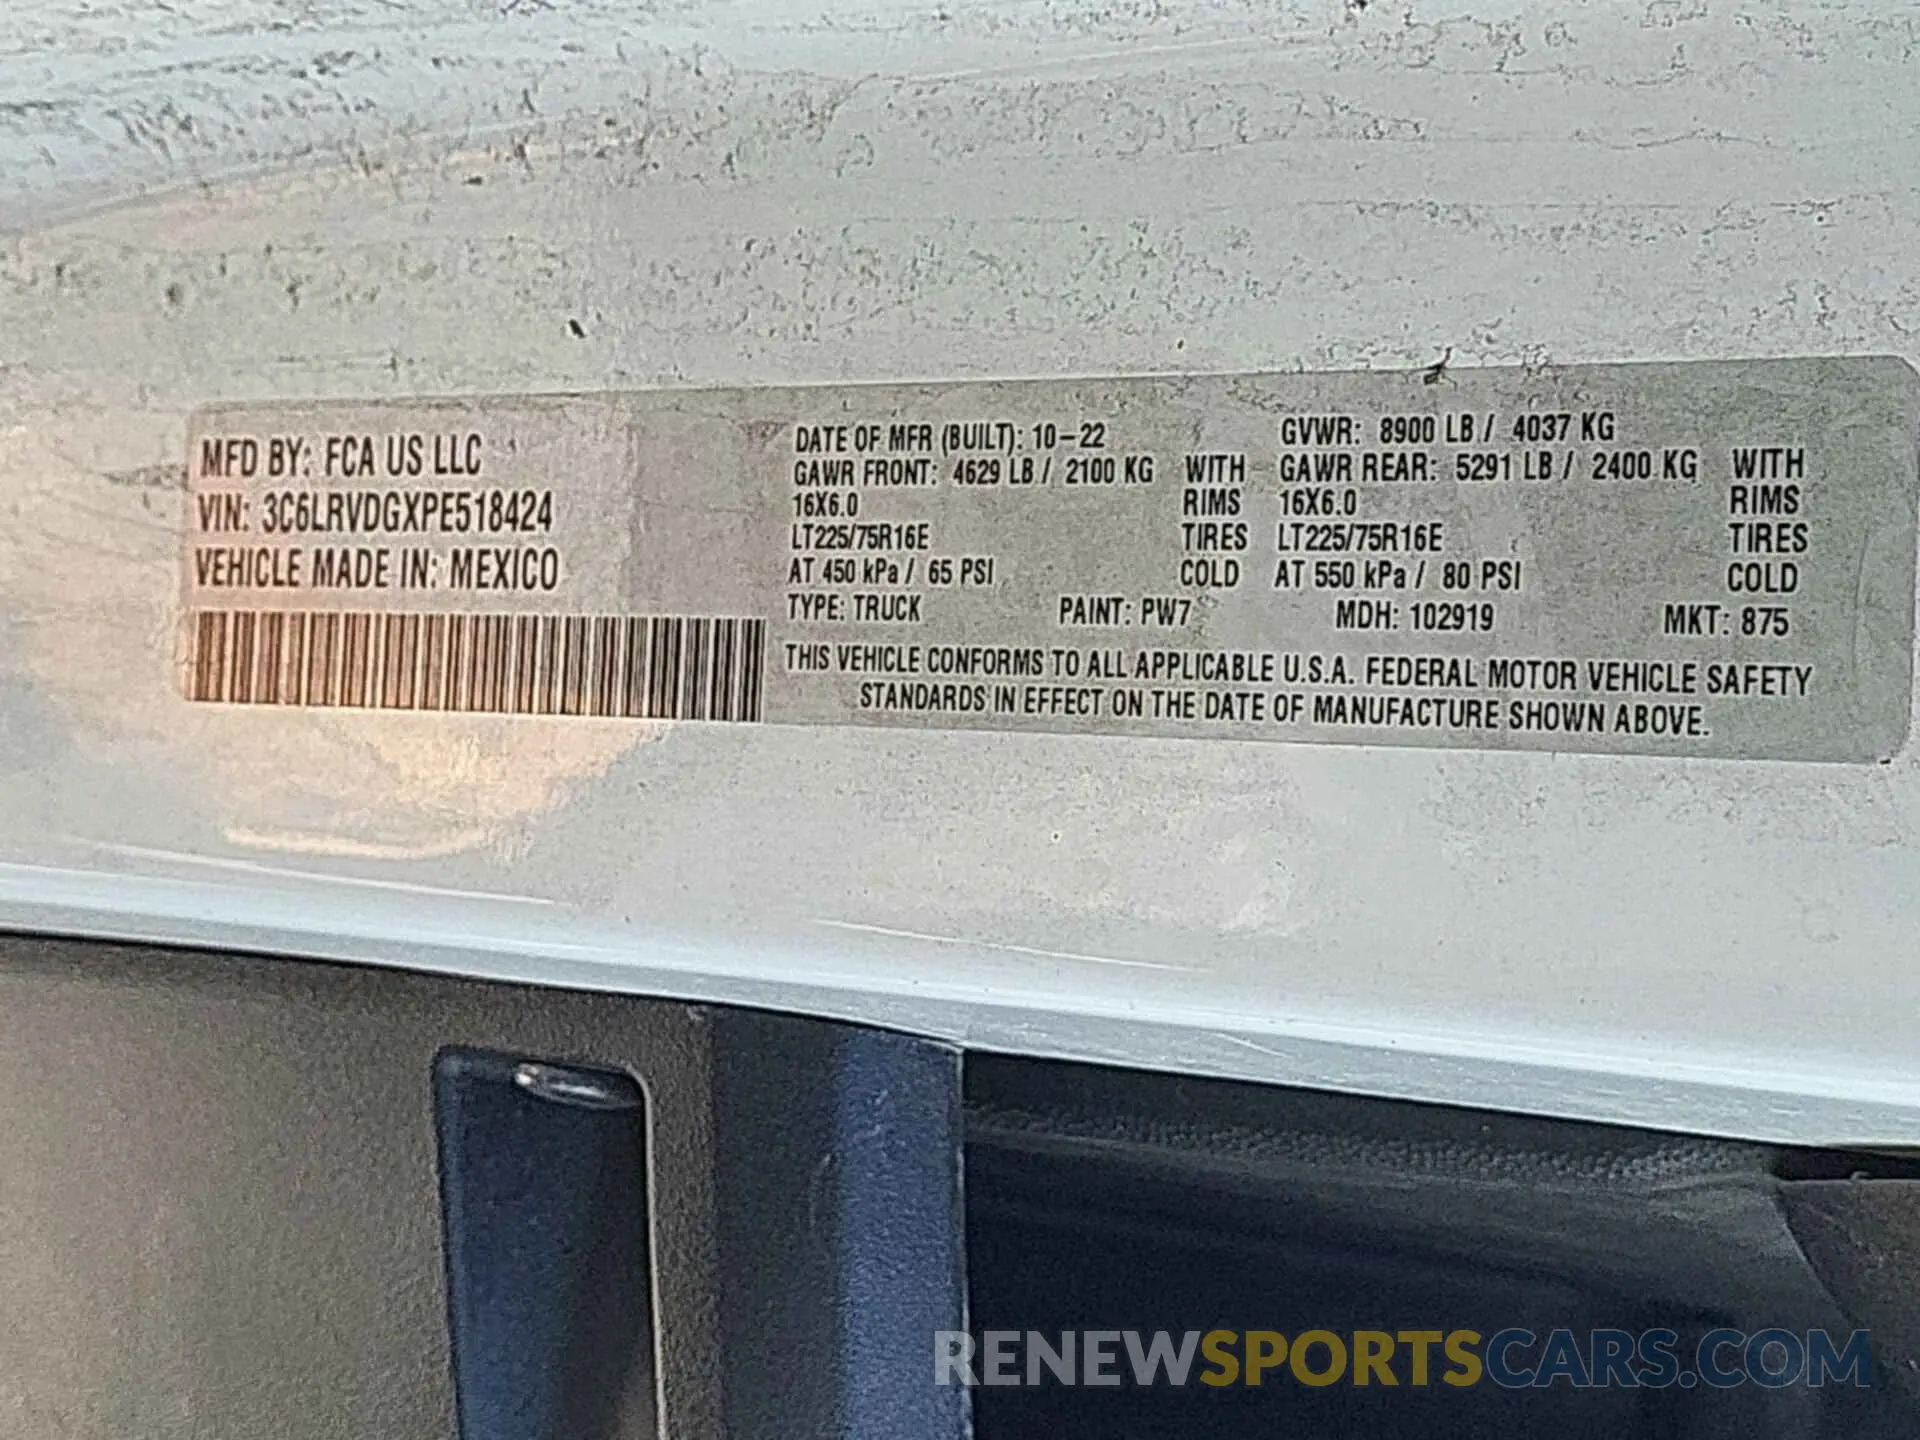 MFD BY: FCA US LLC
VIN: 3C6LRVDGXPE518424
VEHICLE MADE IN: MEXICO
DATE OF MFR (BUILT): 10-22 GVWR: 8900 LB / 4037 KG
GAWR FRONT: 4629 LB / 2100 KG WITH GAWR REAR: 5291 LB / 2400 KG WITH
16X6.0 RIMS 16X6.0 RIMS
LT225/75R16E TIRES LT225/75R16E TIRES
AT 450 kPa / 65 PSI COLD AT 550 kPa / 80 PSI COLD
TYPE: TRUCK PAINT: PW7 MDH: 102919 MKT: 875
THIS VEHICLE CONFORMS TO ALL APPLICABLE U.S.A. FEDERAL MOTOR VEHICLE SAFETY
STANDARDS IN EFFECT ON THE DATE OF MANUFACTURE SHOWN ABOVE.
RENEWSPORTSCARS.COM